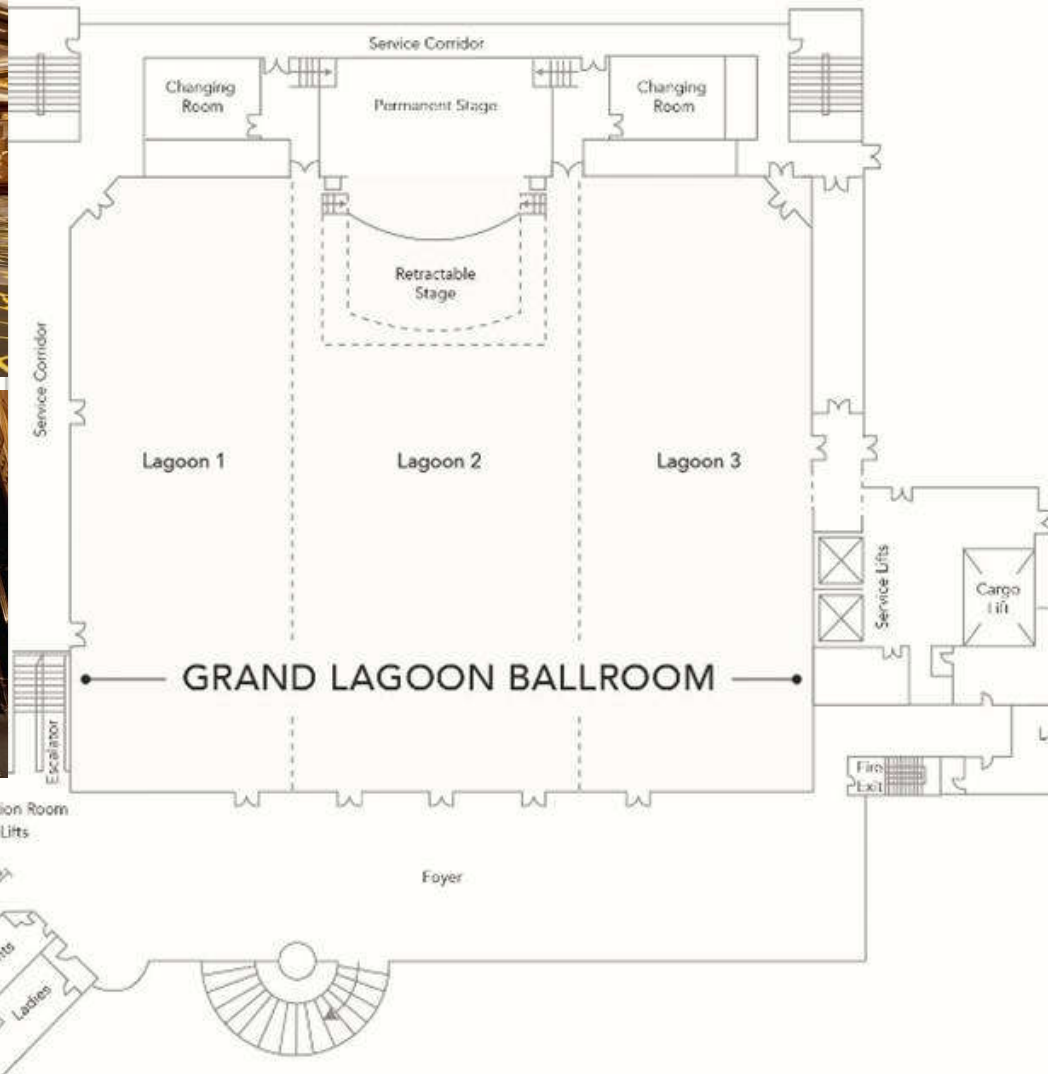 Service Corridor
Changing
Room
Permanent Stage
Changing
Room
Retractable
Stage
Service Corridor
Lagoon 1
Lagoon 2
Lagoon 3
Service Lifts
Cargo
Lift
GRAND LAGOON BALLROOM
Escalator
Fire
Exit
Lifts
Room
Foyer
Ladies